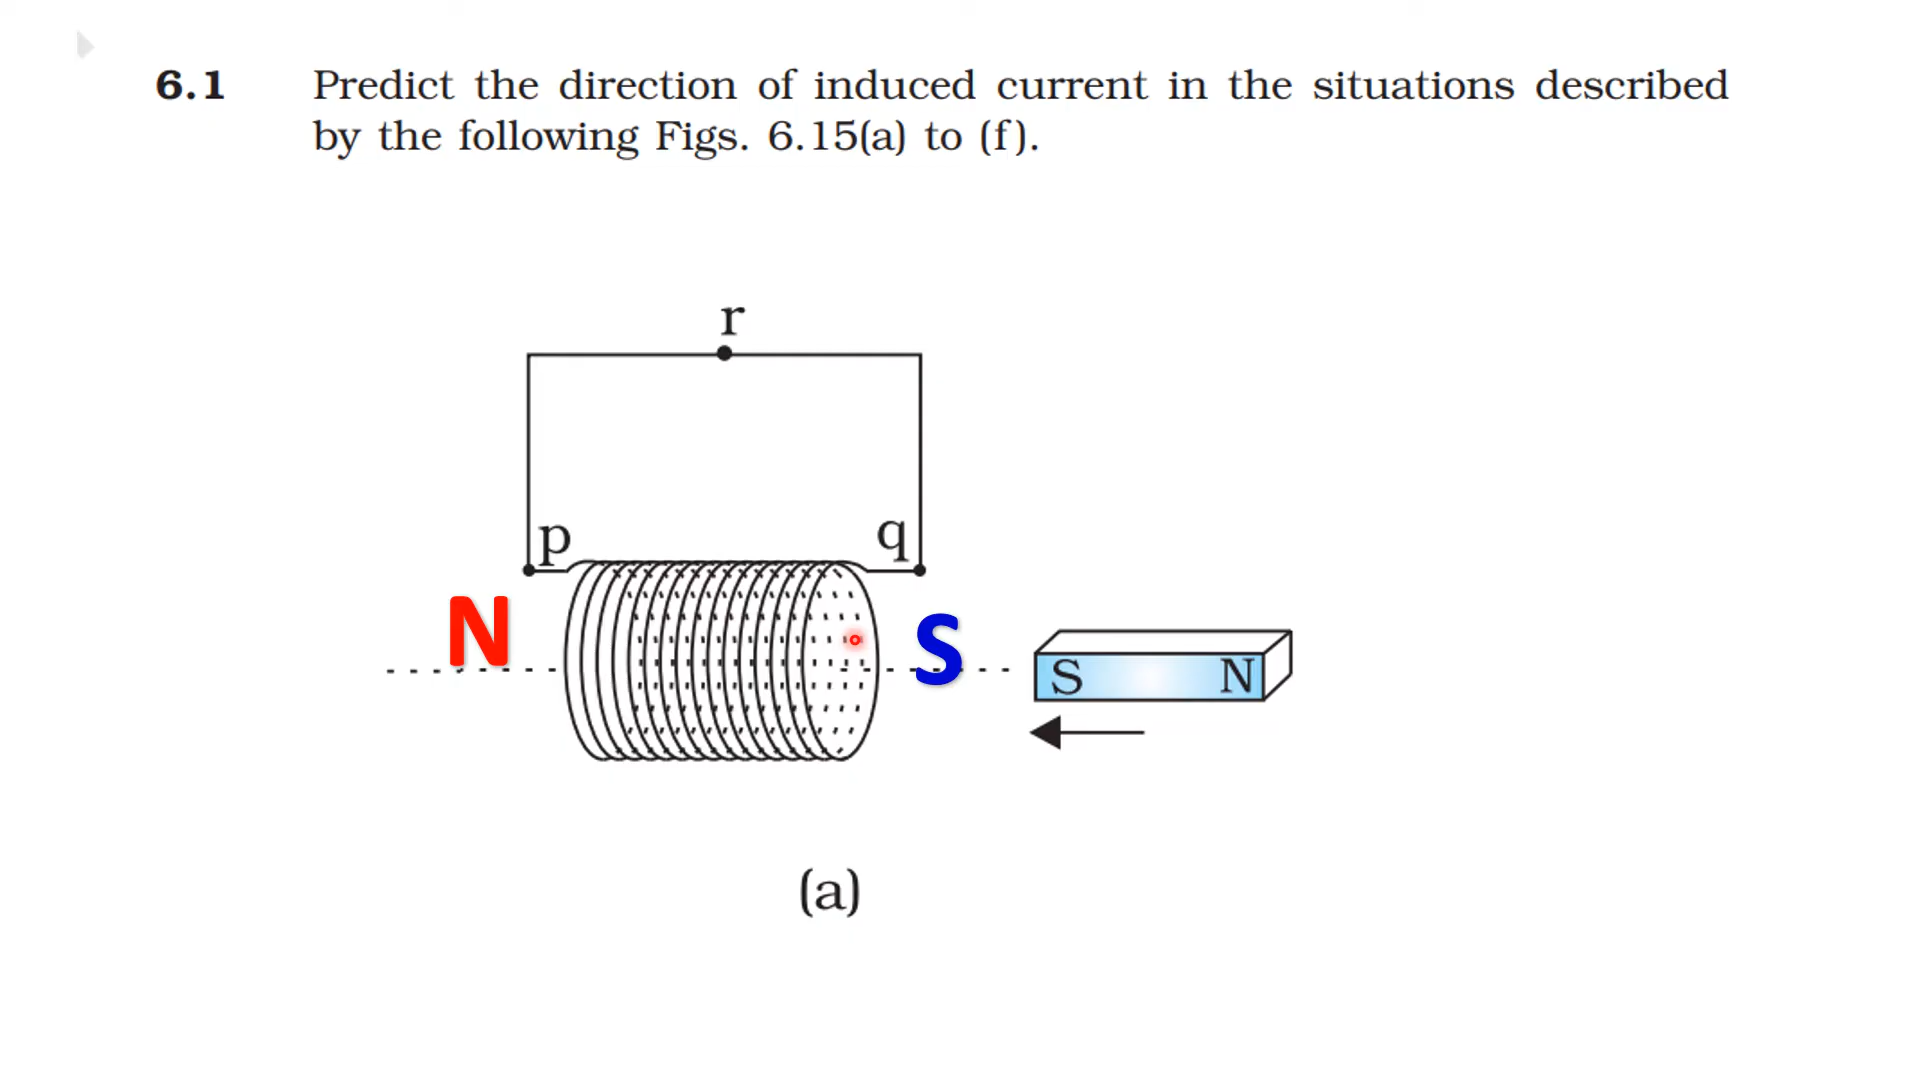 6.1 Predict the direction of induced current in the situations described
by the following Figs. 6.15(a) to (f).
r
p q
N S S N
(a)